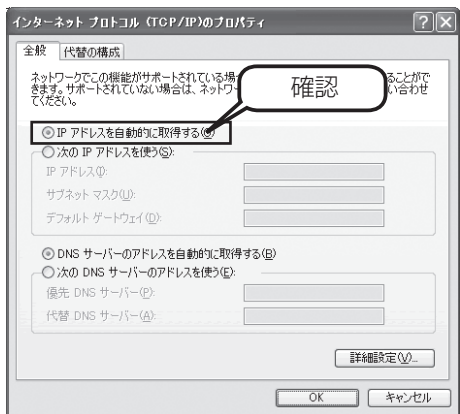 インターネット プロトコル (TCP/IP)のプロパティ
全般 代替の構成
ネットワークでこの機能がサポートされている場 ることがで
きます。サポートされていない場合は、ネットワー い合わせ
てください。
確認
IP アドレスを自動的に取得する(O)
次の IP アドレスを使う(S):
IP アドレス(I):
サブネット マスク(U):
デフォルト ゲートウェイ(D):
DNS サーバーのアドレスを自動的に取得する(B)
次の DNS サーバーのアドレスを使う(E):
優先 DNS サーバー(P):
代替 DNS サーバー(A):
詳細設定(V)...
OK キャンセル